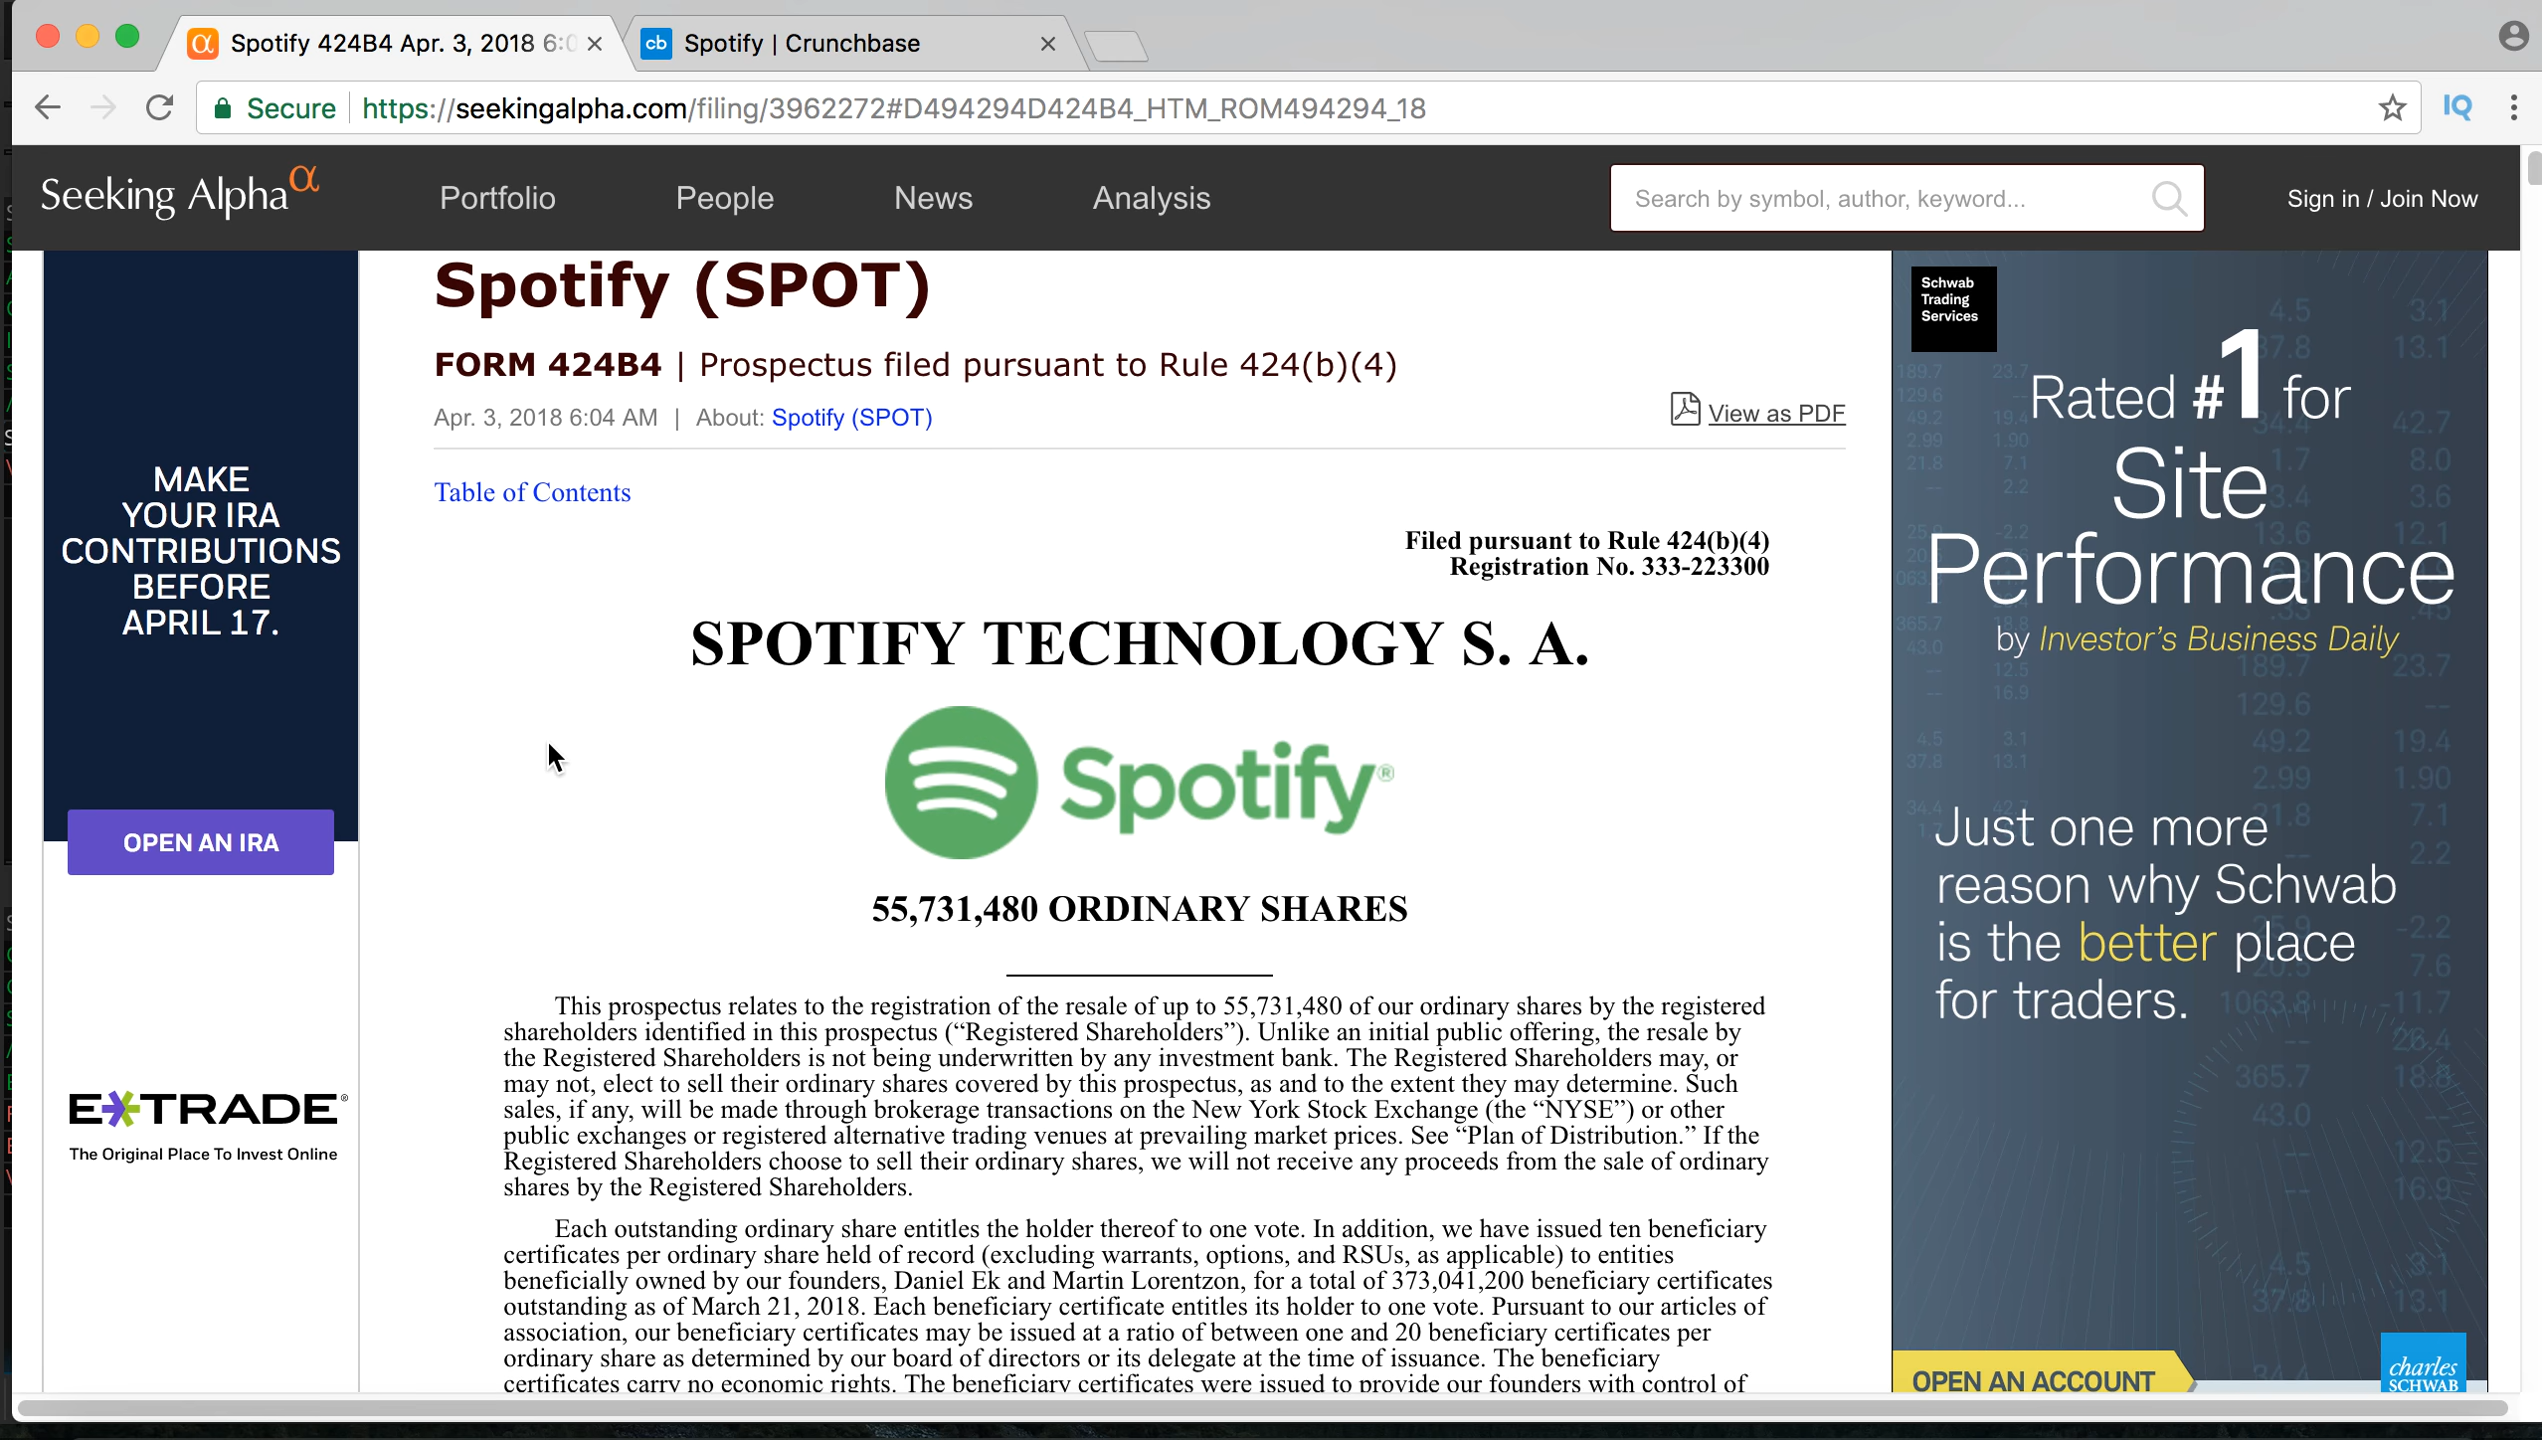 Spotify 424B4 Apr. 3, 2018 6:0
cb Spotify | Crunchbase
Secure https://seekingalpha.com/filing/3962272#D494294D424B4_HTM_ROM494294_18
IQ
Seeking Alpha α
Portfolio People News Analysis
Search by symbol, author, keyword...
Sign in / Join Now
MAKE
YOUR IRA
CONTRIBUTIONS
BEFORE
APRIL 17.
OPEN AN IRA
E*TRADE®
The Original Place To Invest Online
Spotify (SPOT)
FORM 424B4 | Prospectus filed pursuant to Rule 424(b)(4)
Apr. 3, 2018 6:04 AM | About: Spotify (SPOT)
View as PDF
Table of Contents
Filed pursuant to Rule 424(b)(4)
Registration No. 333-223300
SPOTIFY TECHNOLOGY S. A.
Spotify®
55,731,480 ORDINARY SHARES
This prospectus relates to the registration of the resale of up to 55,731,480 of our ordinary shares by the registered
shareholders identified in this prospectus (“Registered Shareholders”). Unlike an initial public offering, the resale by
the Registered Shareholders is not being underwritten by any investment bank. The Registered Shareholders may, or
may not, elect to sell their ordinary shares covered by this prospectus, as and to the extent they may determine. Such
sales, if any, will be made through brokerage transactions on the New York Stock Exchange (the “NYSE”) or other
public exchanges or registered alternative trading venues at prevailing market prices. See “Plan of Distribution.” If the
Registered Shareholders choose to sell their ordinary shares, we will not receive any proceeds from the sale of ordinary
shares by the Registered Shareholders.
Each outstanding ordinary share entitles the holder thereof to one vote. In addition, we have issued ten beneficiary
certificates per ordinary share held of record (excluding warrants, options, and RSUs, as applicable) to entities
beneficially owned by our founders, Daniel Ek and Martin Lorentzon, for a total of 373,041,200 beneficiary certificates
outstanding as of March 21, 2018. Each beneficiary certificate entitles its holder to one vote. Pursuant to our articles of
association, our beneficiary certificates may be issued at a ratio of between one and 20 beneficiary certificates per
ordinary share as determined by our board of directors or its delegate at the time of issuance. The beneficiary
certificates carry no economic rights. The beneficiary certificates were issued to provide our founders with control of
Schwab
Trading
Services
Rated #1 for
Site
Performance
by Investor's Business Daily
Just one more
reason why Schwab
is the better place
for traders.
OPEN AN ACCOUNT
charles
SCHWAB